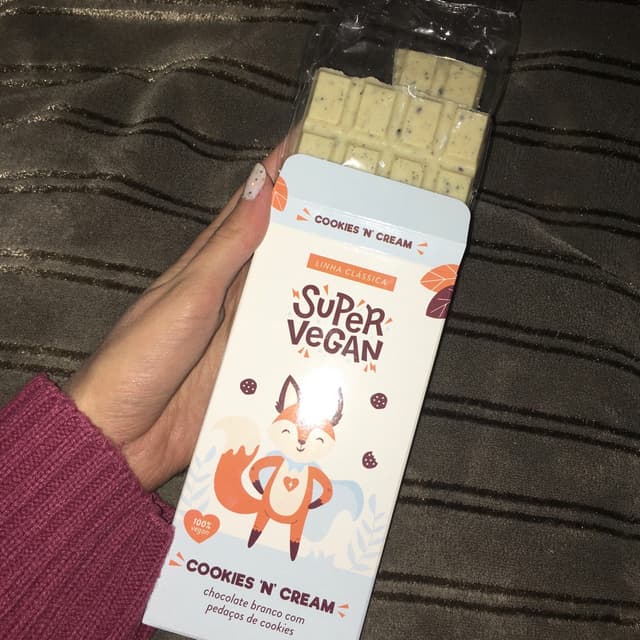 COOKIES 'N' CREAM
LINHA CLÁSSICA
SUPER
VEGAN
100%
vegan
COOKIES 'N' CREAM
chocolate branco com
pedaços de cookies